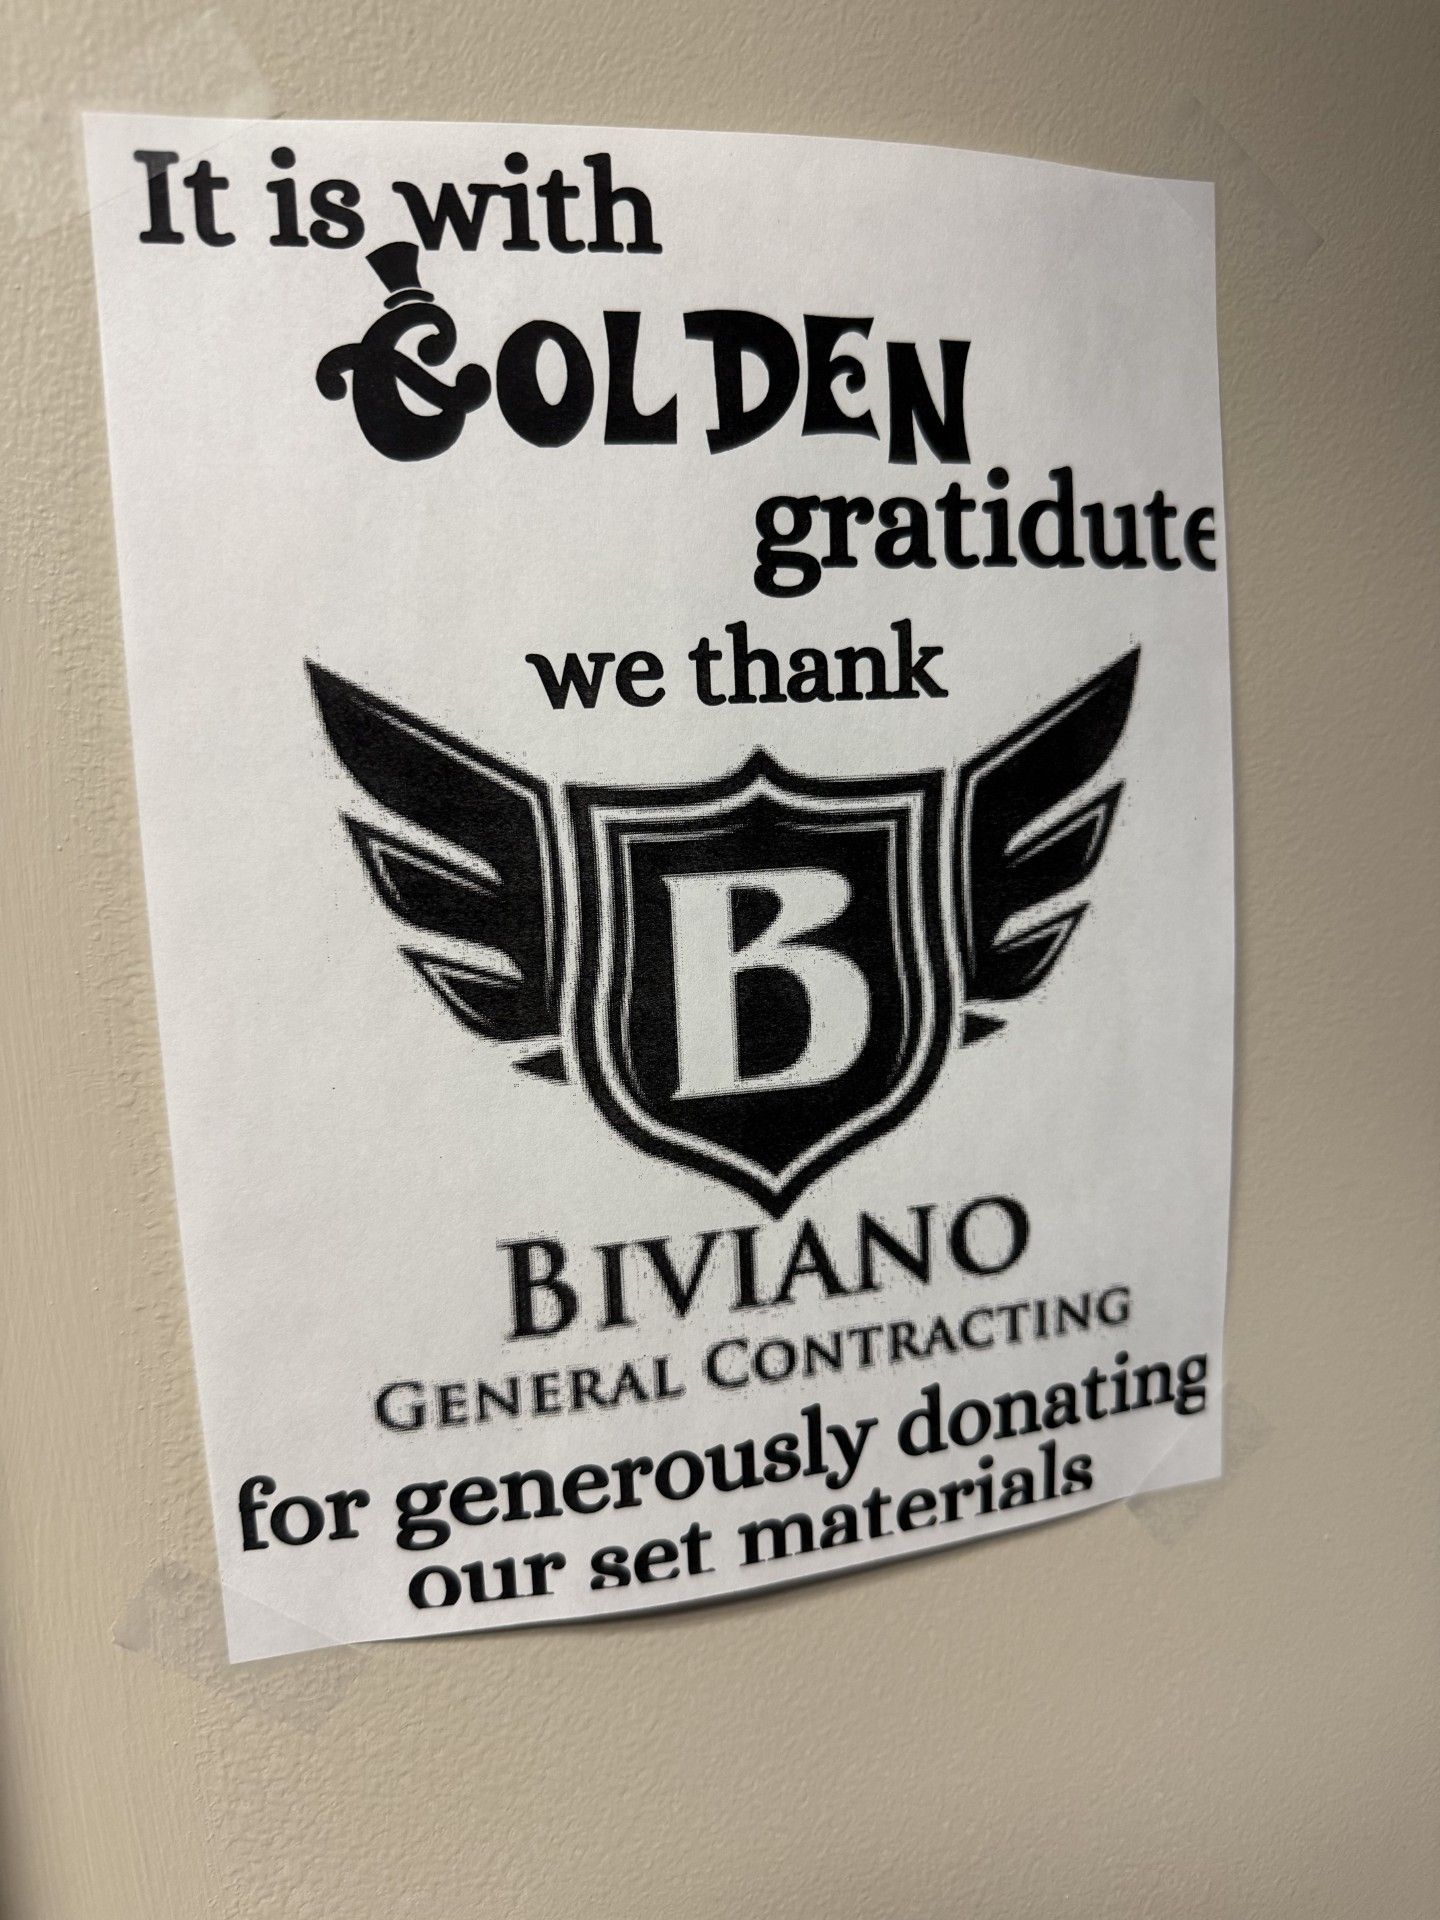 It is with
GOLDEN
gratidute
we thank
B
BIVIANO
GENERAL CONTRACTING
for generously donating
our set materials